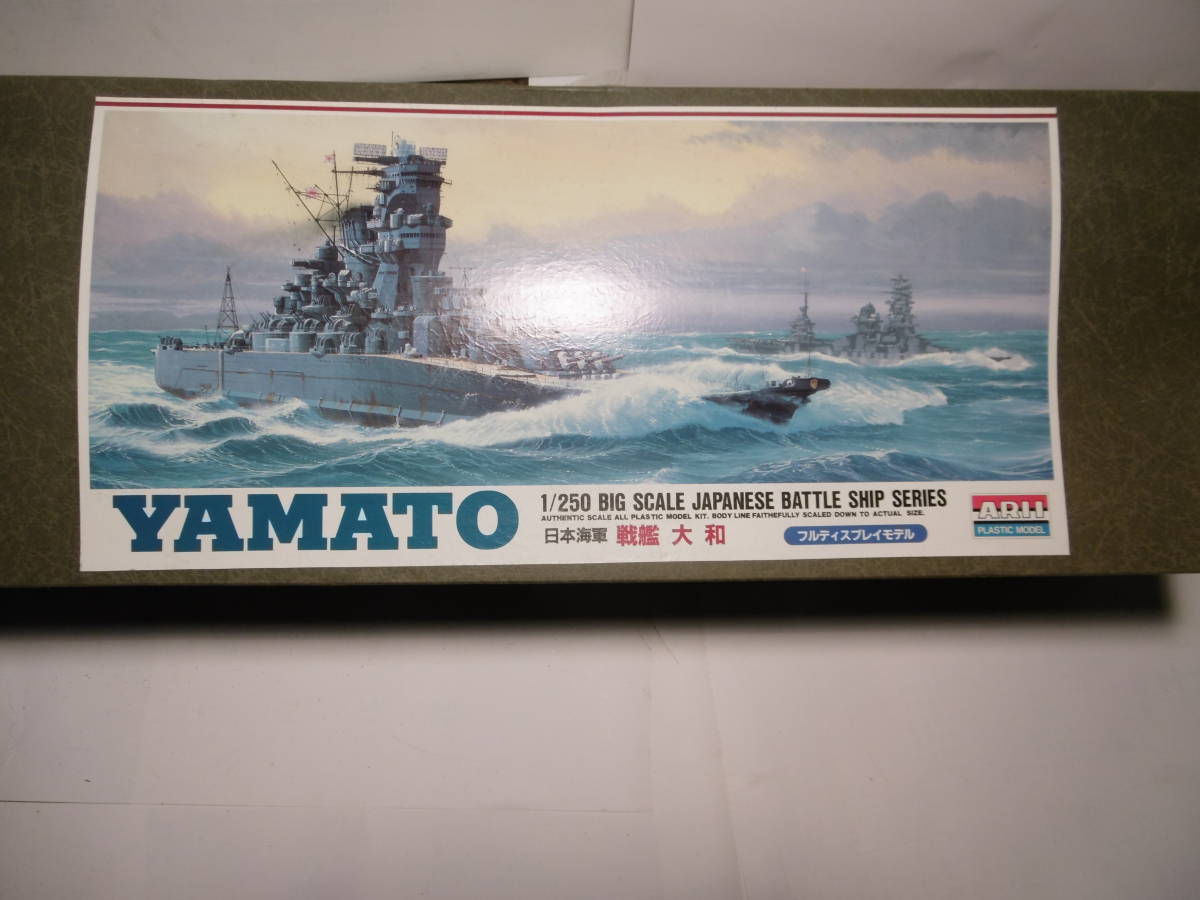 YAMATO
1/250 BIG SCALE JAPANESE BATTLE SHIP SERIES
AUTHENTIC SCALE ALL PLASTIC MODEL KIT. BODY LINE FAITHFULLY SCALED DOWN TO ACTUAL SIZE.
日本海軍 戦艦 大和
フルディスプレイモデル
ARII
PLASTIC MODEL